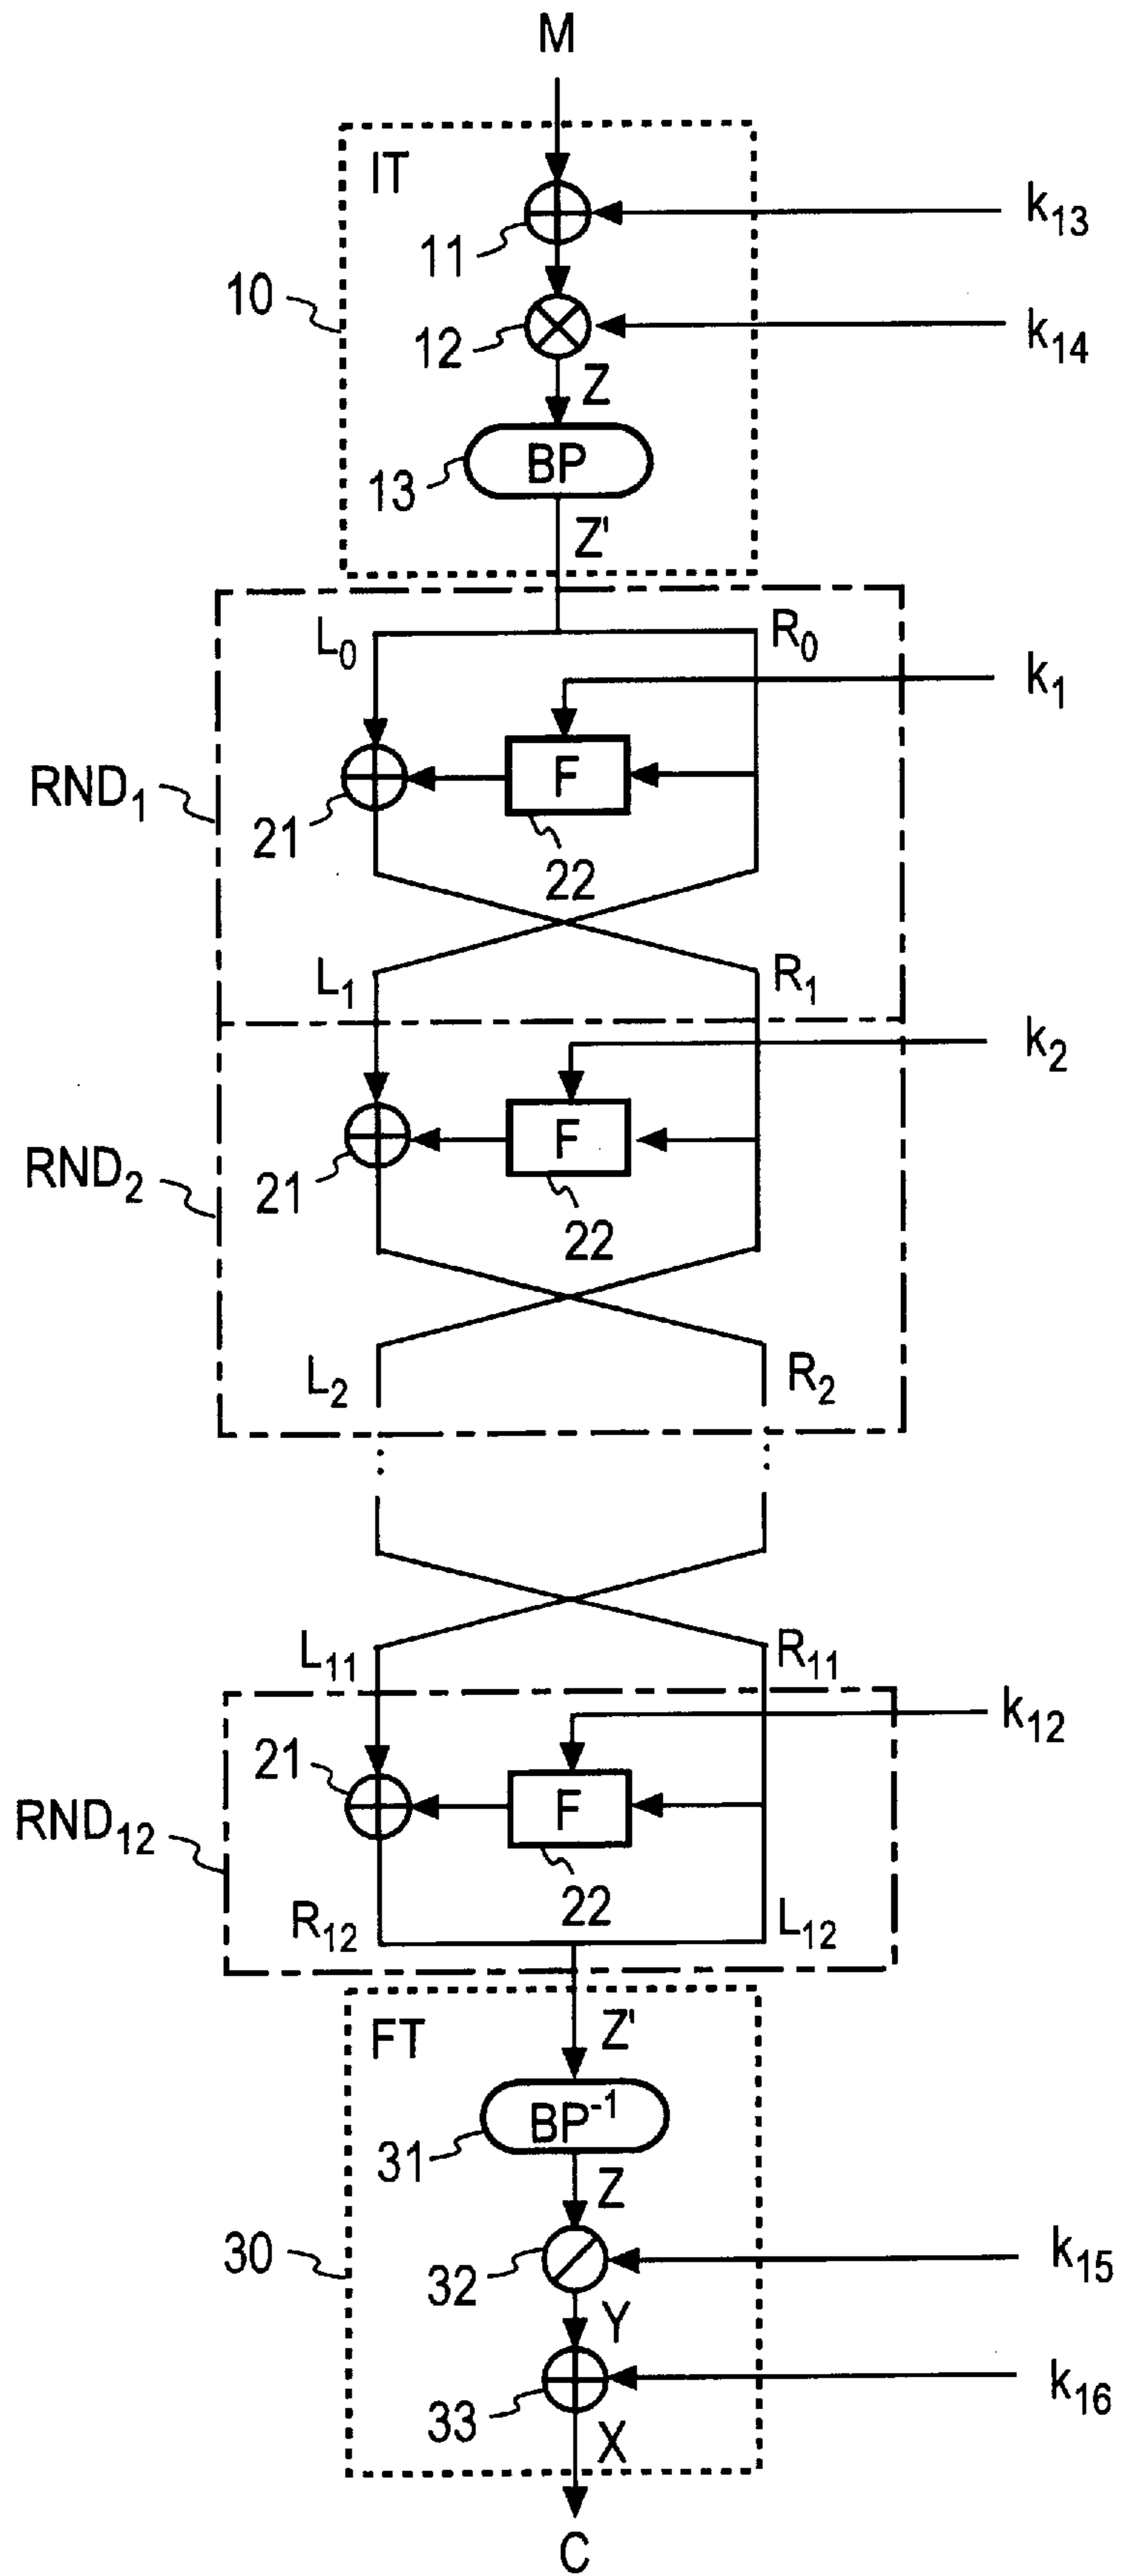 M
IT
k13
11
10
k14
12
Z
BP
13
Z'
L0
R0
k1
F
RND1
21
22
L1
R1
k2
F
RND2
21
22
L2
R2
L11
R11
k12
21
F
RND12
22
R12
L12
Z'
FT
BP-1
31
Z
30
32
k15
Y
k16
33
X
C